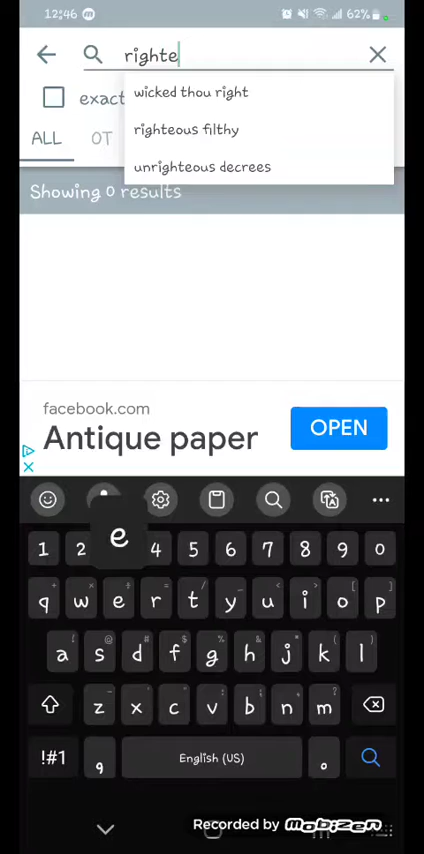 12:46
62%
righte
exact
wicked thou right
righteous filthy
unrighteous decrees
ALL OT
Showing 0 results
facebook.com
Antique paper
OPEN
e
1 2 4 5 6 7 8 9 0
q w e r t y u i o p
a s d f g h j k l
z x c v b n m
!#1 , English (US) .
Recorded by mobizen